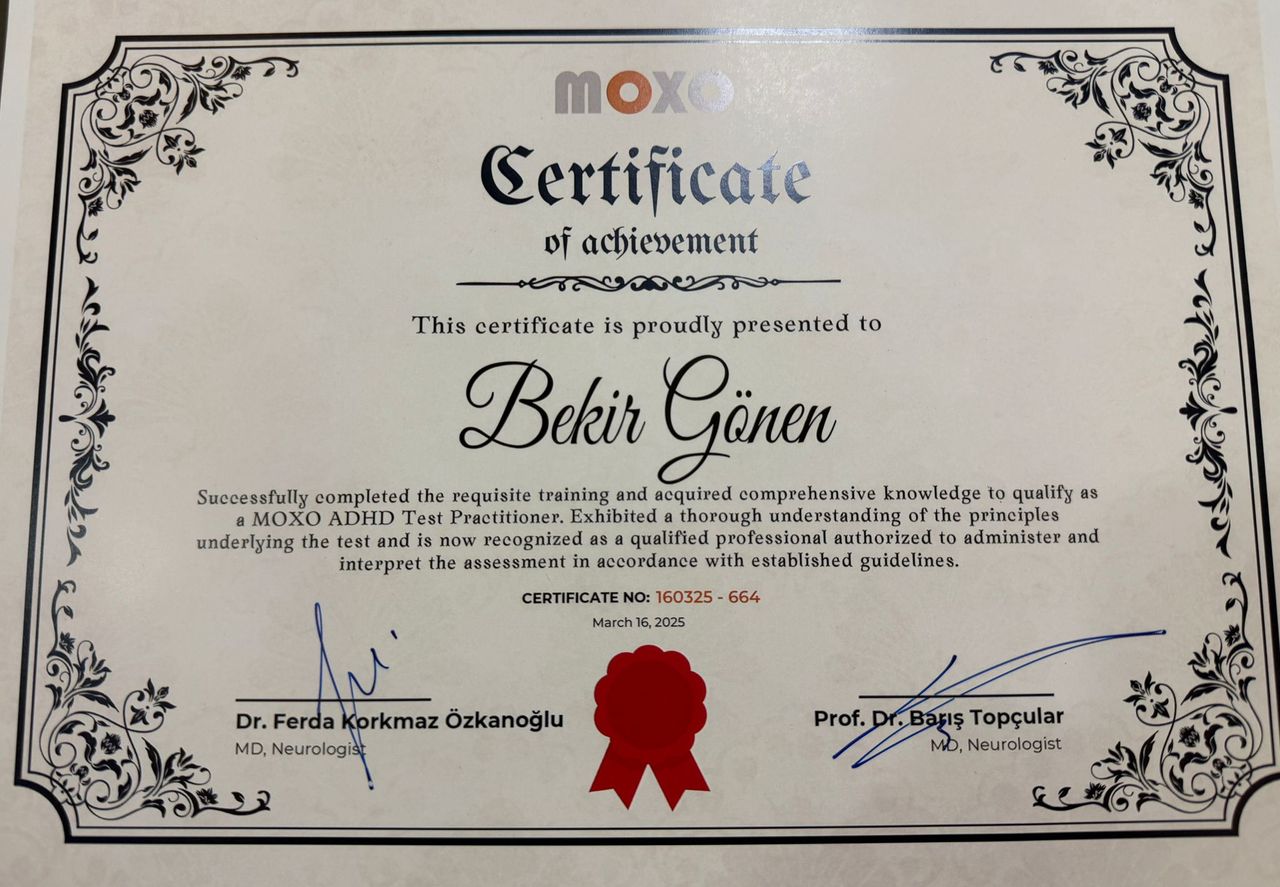 moxo
Certificate
of achievement
This certificate is proudly presented to
Bekir Gönen
Successfully completed the requisite training and acquired comprehensive knowledge to qualify as
a MOXO ADHD Test Practitioner. Exhibited a thorough understanding of the principles
underlying the test and is now recognized as a qualified professional authorized to administer and
interpret the assessment in accordance with established guidelines.
CERTIFICATE NO: 160325 - 664
March 16, 2025
Dr. Ferda Korkmaz Özkanoğlu
MD, Neurologist
Prof. Dr. Barış Topçular
MD, Neurologist